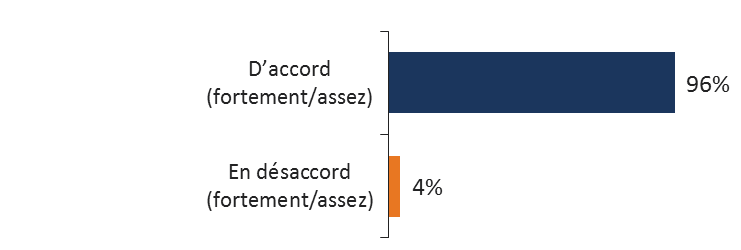 D’accord
(fortement/assez)
96%
En désaccord
(fortement/assez)
4%